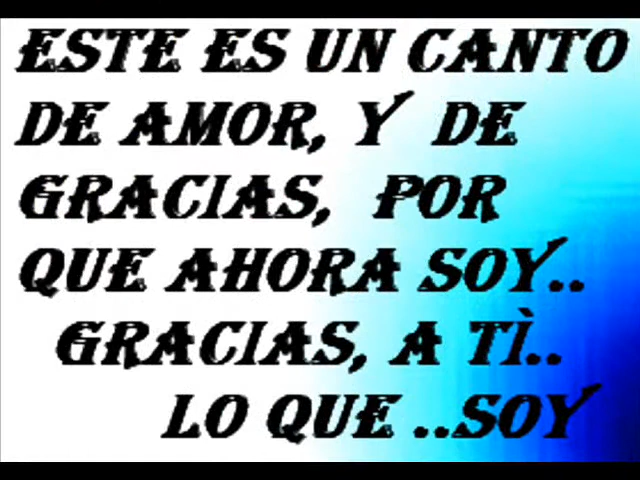 ESTE ES UN CANTO
DE AMOR, Y DE
GRACIAS, POR
QUE AHORA SOY..
GRACIAS, A TÌ..
LO QUE ..SOY